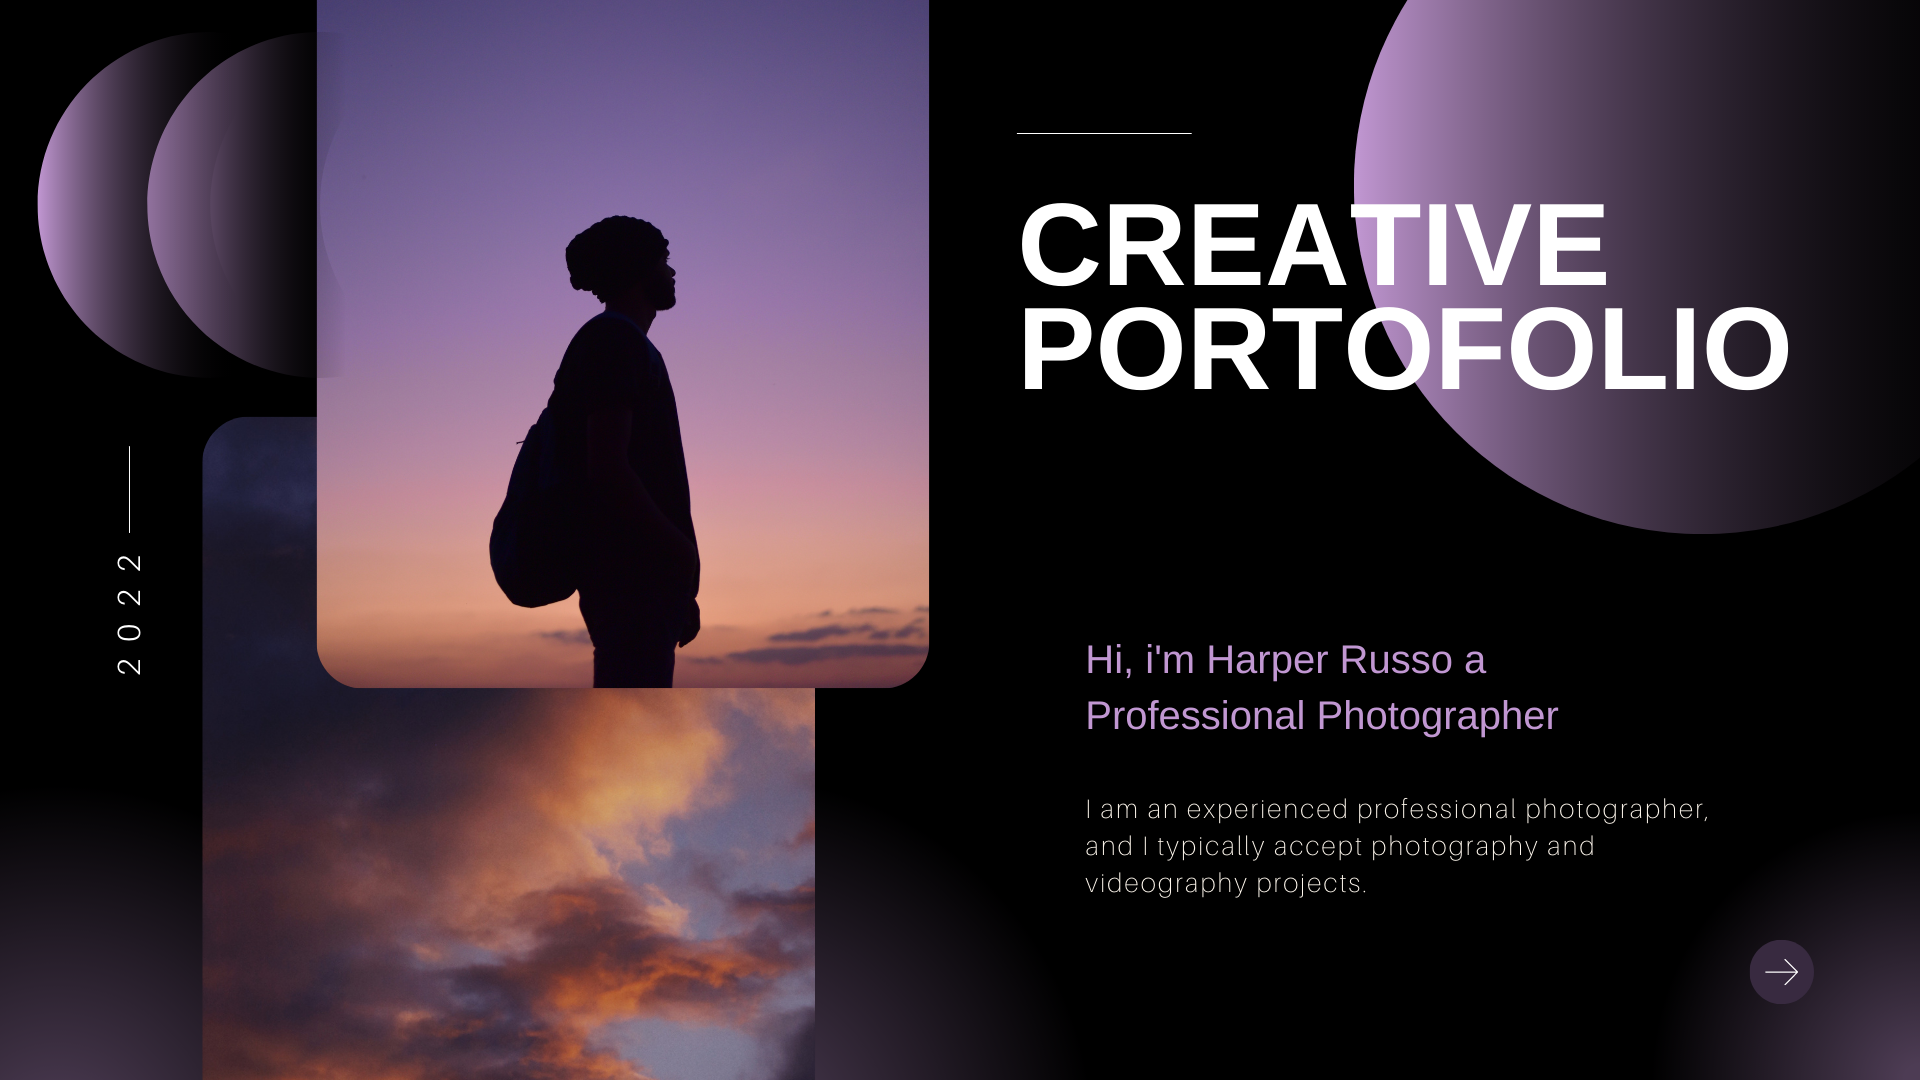 CREATIVE
PORTOFOLIO
2022
Hi, i'm Harper Russo a
Professional Photographer
I am an experienced professional photographer,
and I typically accept photography and
videography projects.